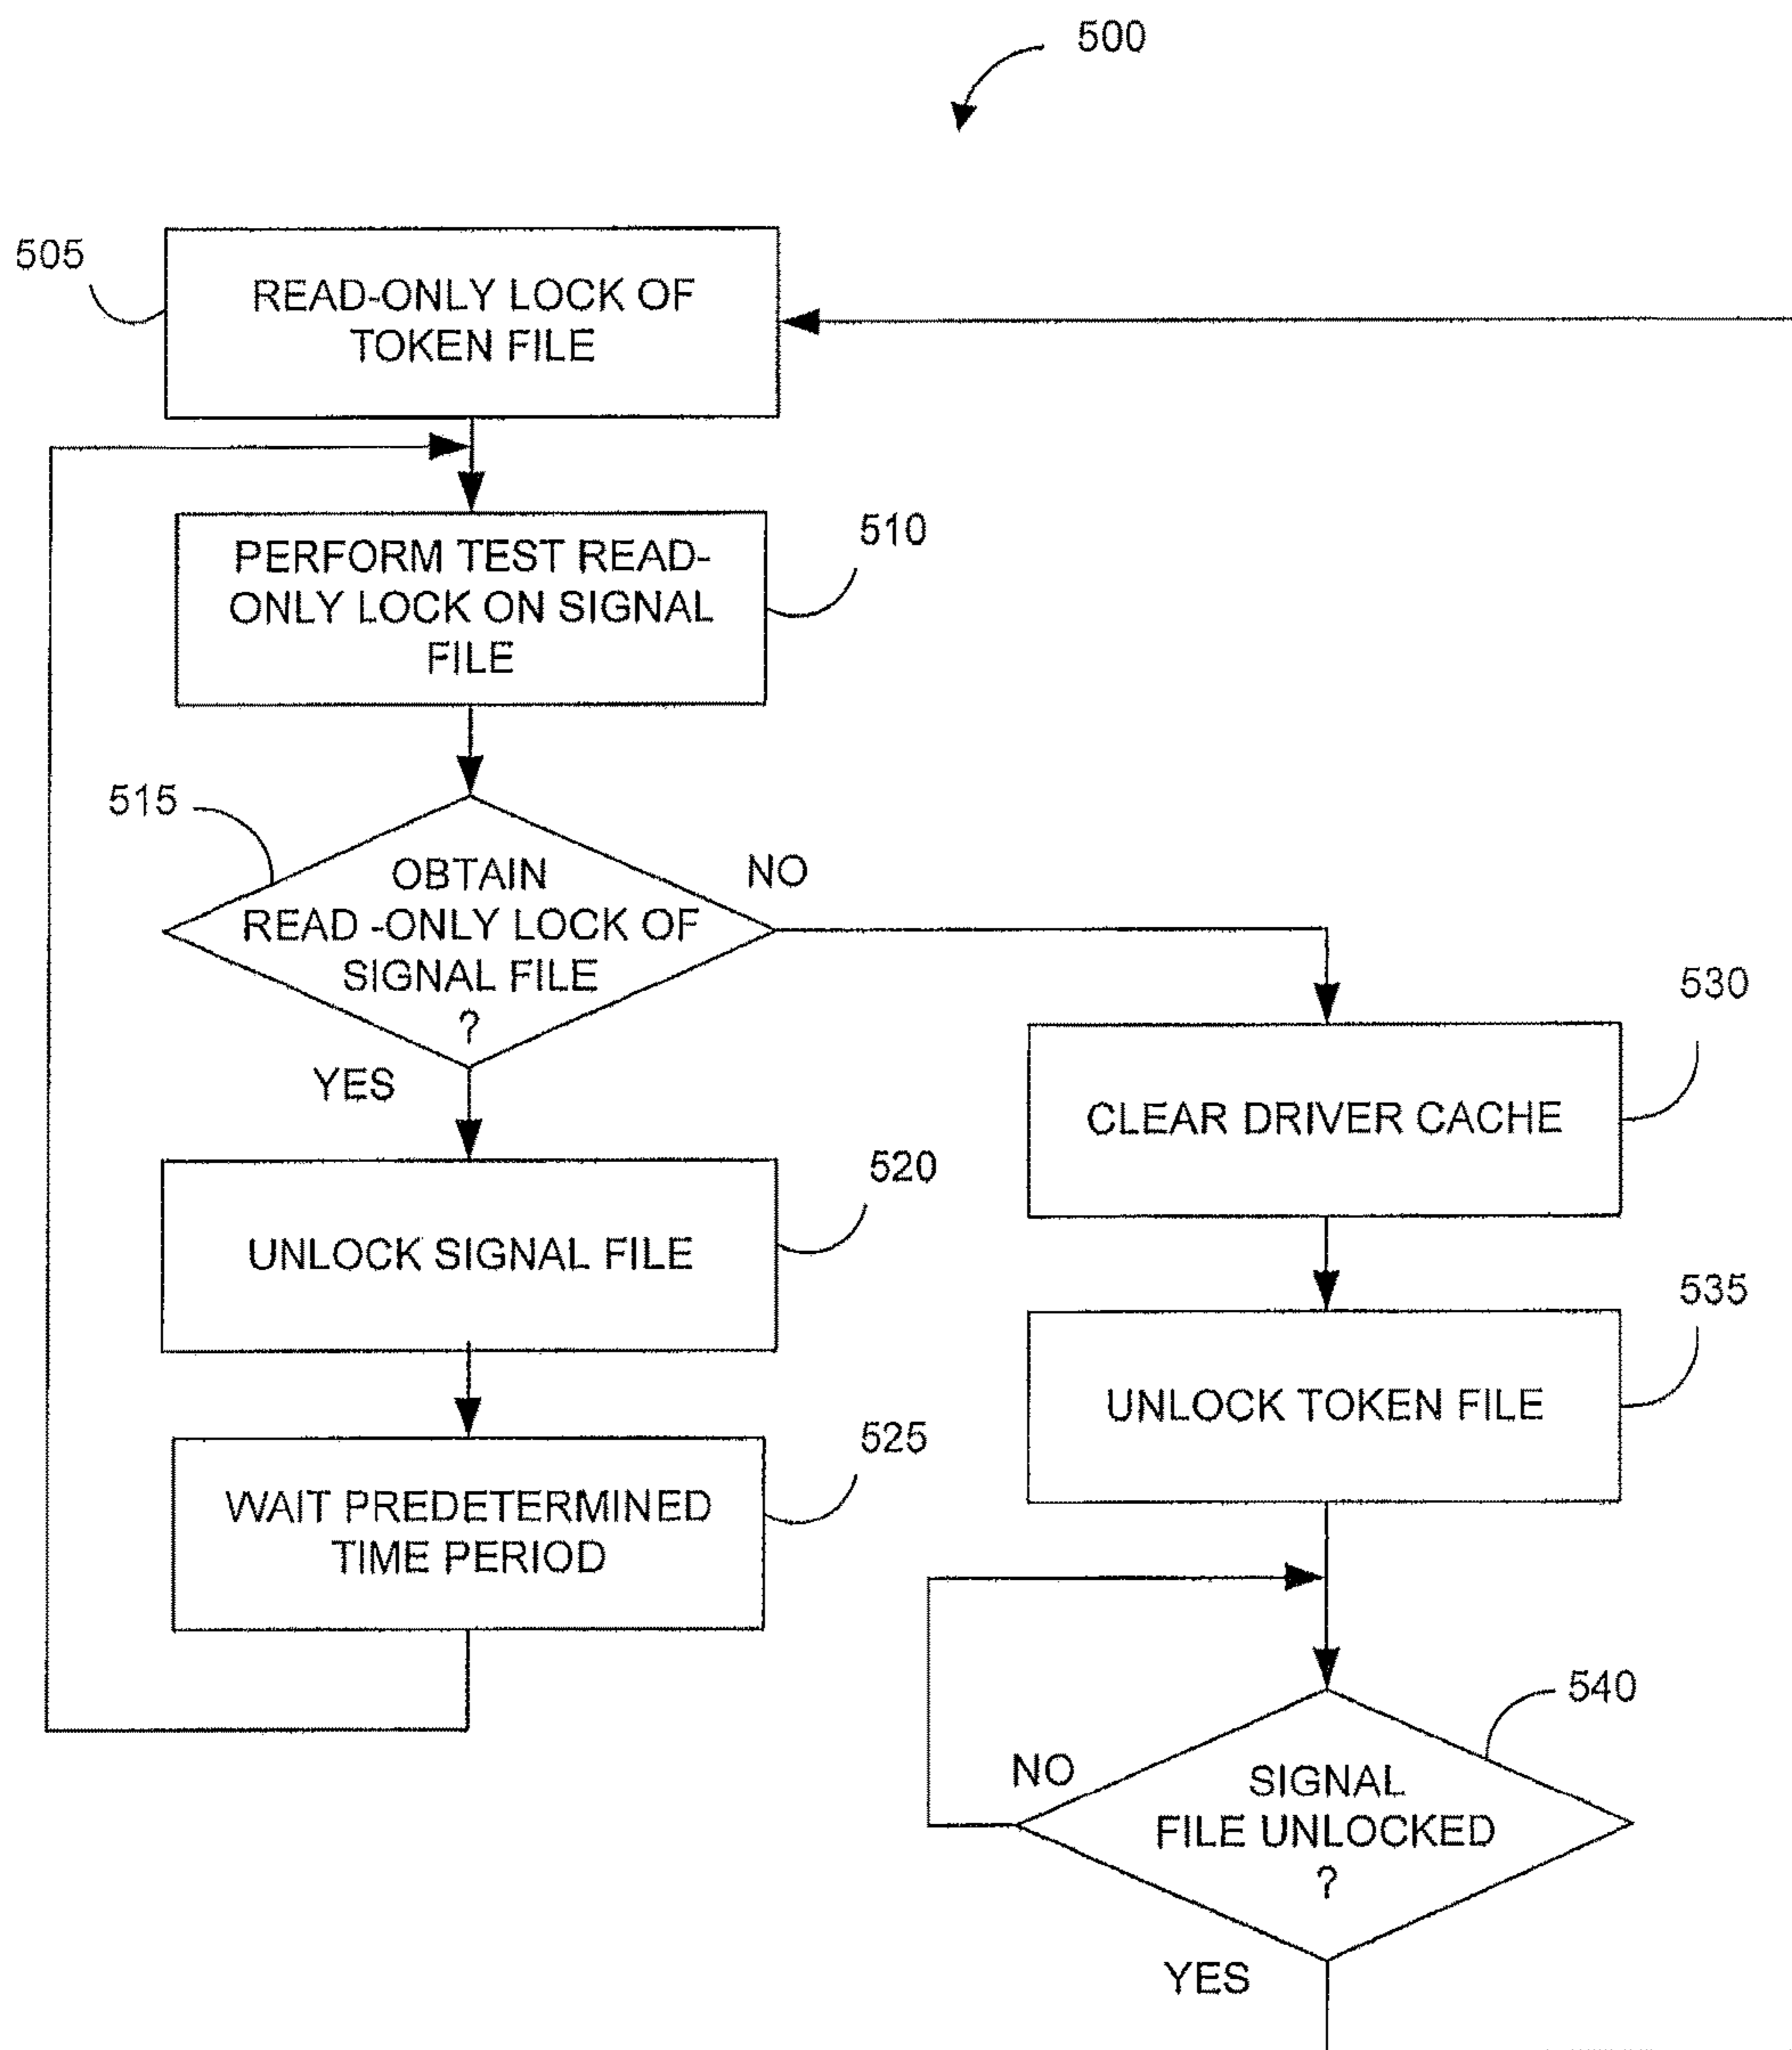 500
505
READ-ONLY LOCK OF
TOKEN FILE
510
PERFORM TEST READ-
ONLY LOCK ON SIGNAL
FILE
515
OBTAIN
READ -ONLY LOCK OF
SIGNAL FILE
?
NO
YES
530
CLEAR DRIVER CACHE
520
UNLOCK SIGNAL FILE
535
UNLOCK TOKEN FILE
525
WAIT PREDETERMINED
TIME PERIOD
540
NO
SIGNAL
FILE UNLOCKED
?
YES